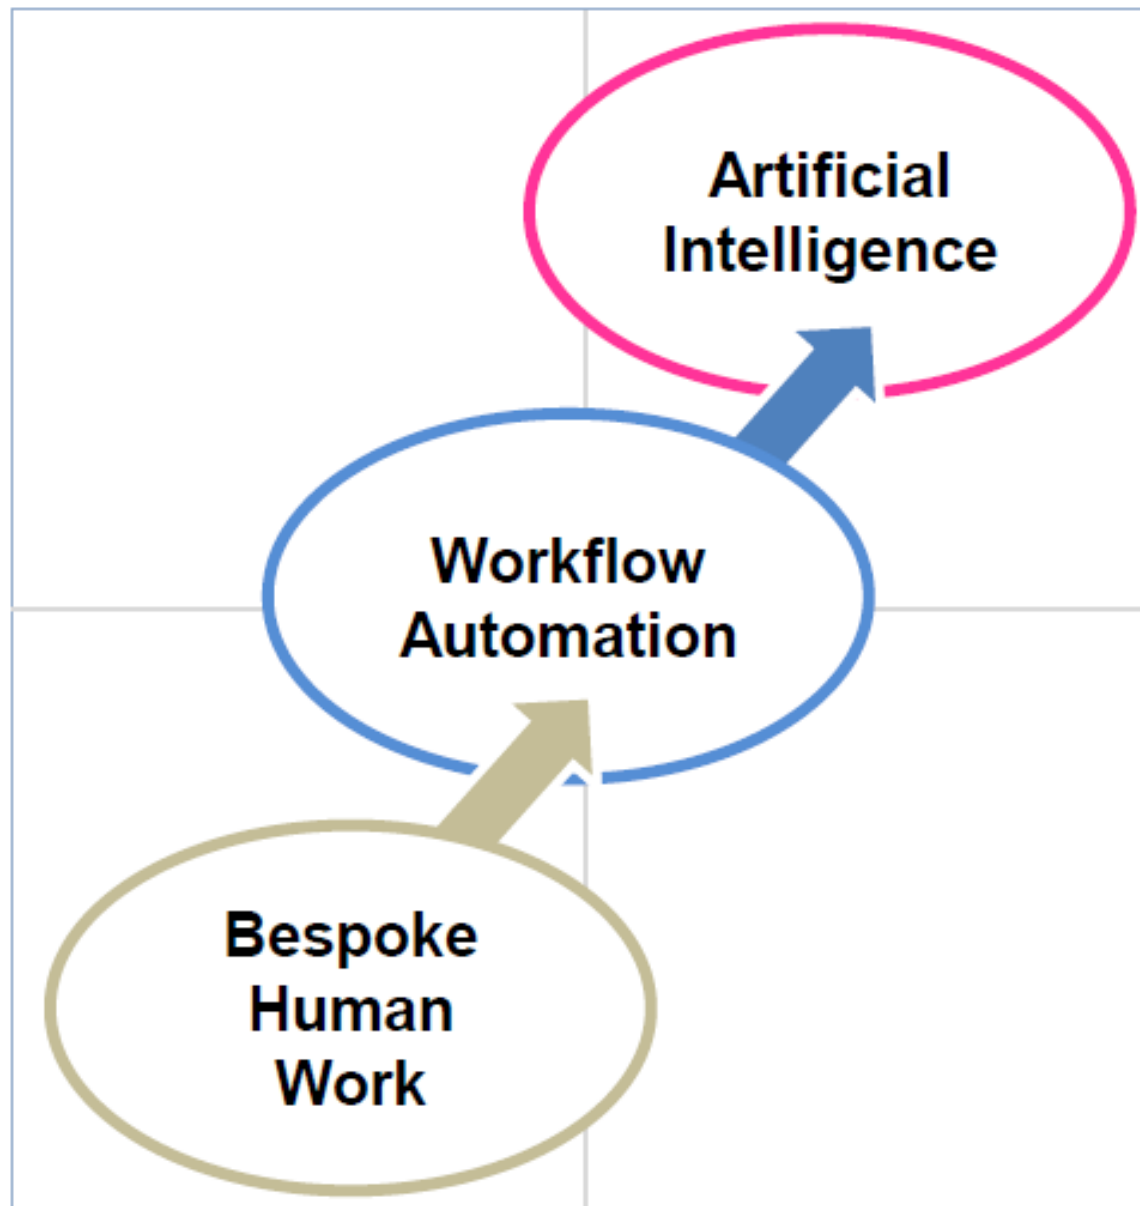 Artificial
Intelligence
Workflow
Automation
Bespoke
Human
Work